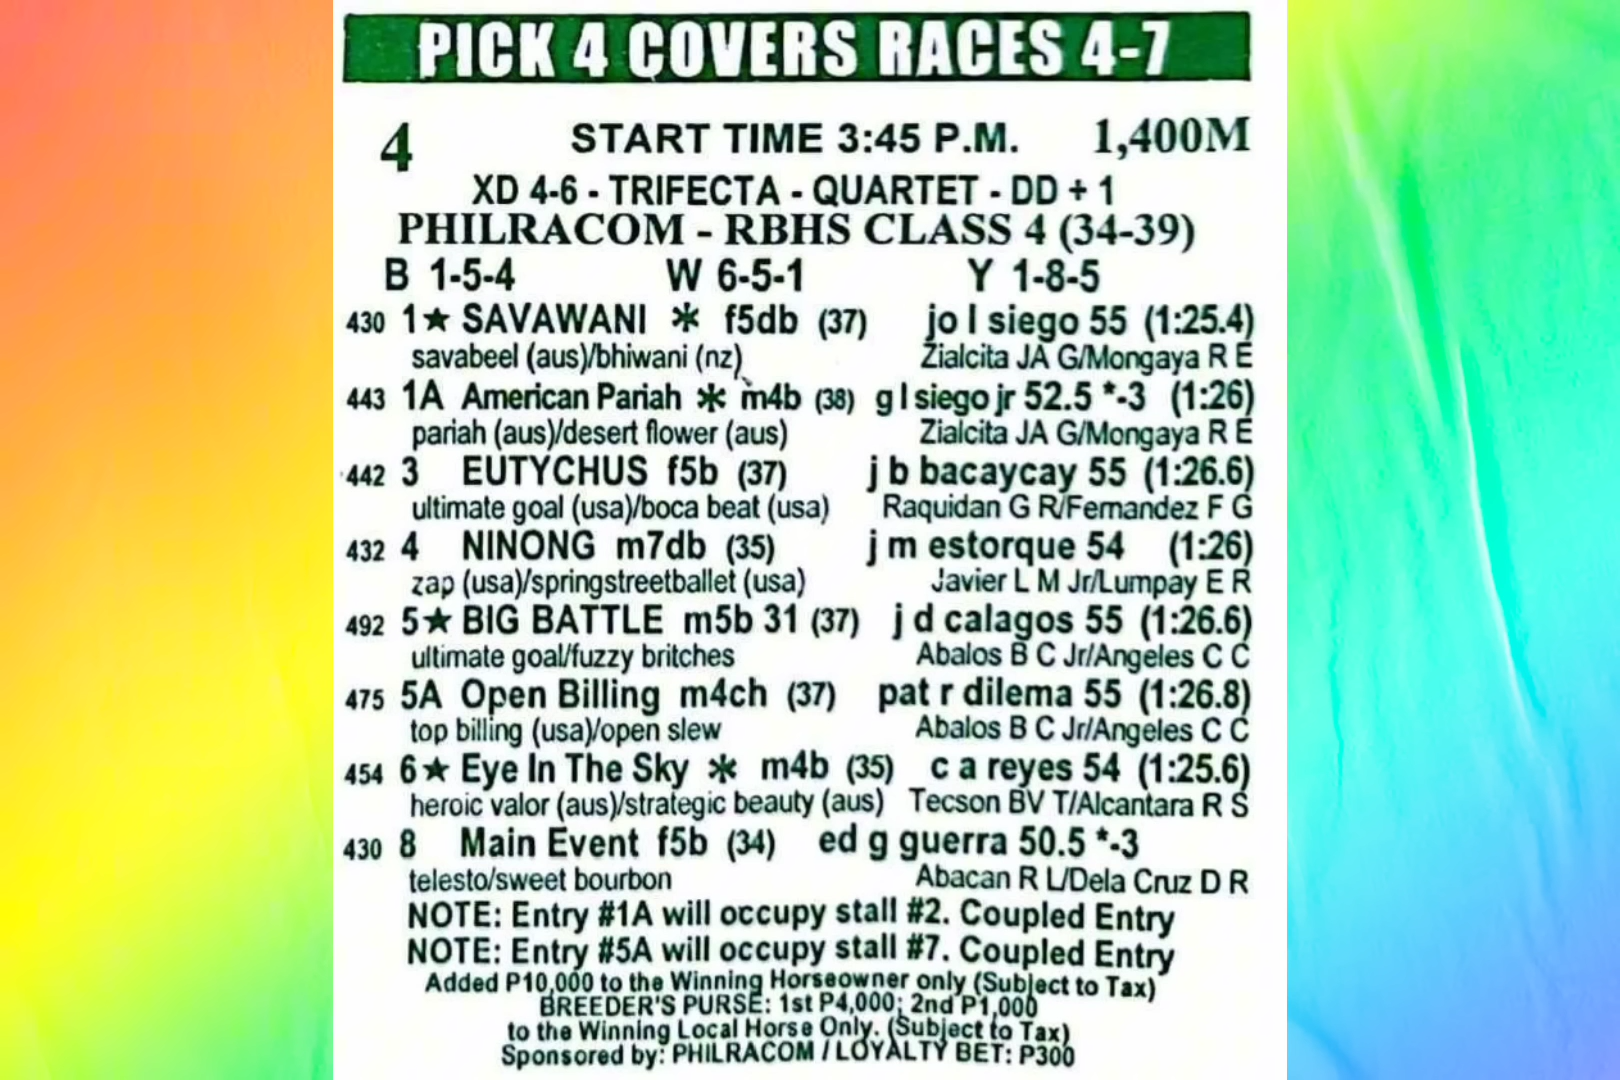 PICK 4 COVERS RACES 4-7
4 START TIME 3:45 P.M. 1,400M
XD 4-6 - TRIFECTA - QUARTET - DD + 1
PHILRACOM - RBHS CLASS 4 (34-39)
B 1-5-4 W 6-5-1 Y 1-8-5
430 1★ SAVAWANI * f5db (37) jo l siego 55 (1:25.4)
savabeel (aus)/bhiwani (nz) Zialcita JA G/Mongaya R E
443 1A American Pariah * m4b (38) g l siego jr 52.5 *-3 (1:26)
pariah (aus)/desert flower (aus) Zialcita JA G/Mongaya R E
442 3 EUTYCHUS f5b (37) j b bacaycay 55 (1:26.6)
ultimate goal (usa)/boca beat (usa) Raquidan G R/Fernandez F G
432 4 NINONG m7db (35) j m estorque 54 (1:26)
zap (usa)/springstreetballet (usa) Javier L M Jr/Lumpay E R
492 5★ BIG BATTLE m5b 31 (37) j d calagos 55 (1:26.6)
ultimate goal/fuzzy britches Abalos B C Jr/Angeles C C
475 5A Open Billing m4ch (37) pat r dilema 55 (1:26.8)
top billing (usa)/open slew Abalos B C Jr/Angeles C C
454 6★ Eye In The Sky * m4b (35) c a reyes 54 (1:25.6)
heroic valor (aus)/strategic beauty (aus) Tecson BV T/Alcantara R S
430 8 Main Event f5b (34) ed g guerra 50.5 *-3
telesto/sweet bourbon Abacan R L/Dela Cruz D R
NOTE: Entry #1A will occupy stall #2. Coupled Entry
NOTE: Entry #5A will occupy stall #7. Coupled Entry
Added P10,000 to the Winning Horseowner only (Subject to Tax)
BREEDER'S PURSE: 1st P4,000; 2nd P1,000
to the Winning Local Horse Only. (Subject to Tax)
Sponsored by: PHILRACOM / LOYALTY BET: P300